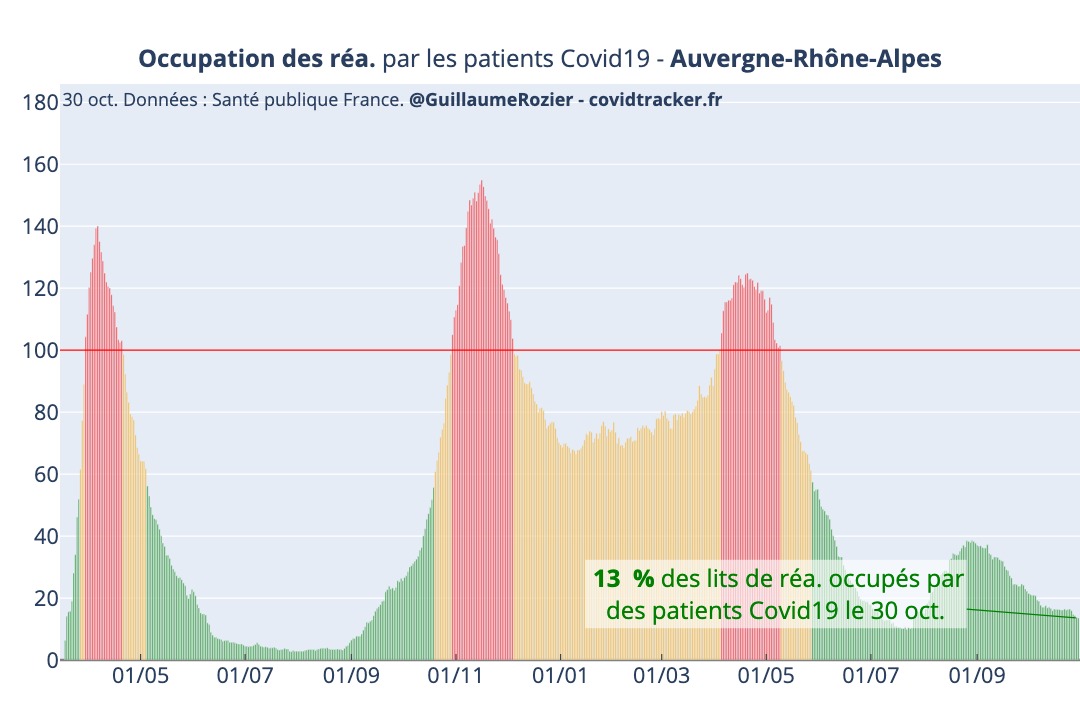 Occupation des réa. par les patients Covid19 - Auvergne-Rhône-Alpes
30 oct. Données : Santé publique France. @GuillaumeRozier - covidtracker.fr
180
160
140
120
100
80
60
40
20
0
13 % des lits de réa. occupés par
des patients Covid19 le 30 oct.
01/05 01/07 01/09 01/11 01/01 01/03 01/05 01/07 01/09